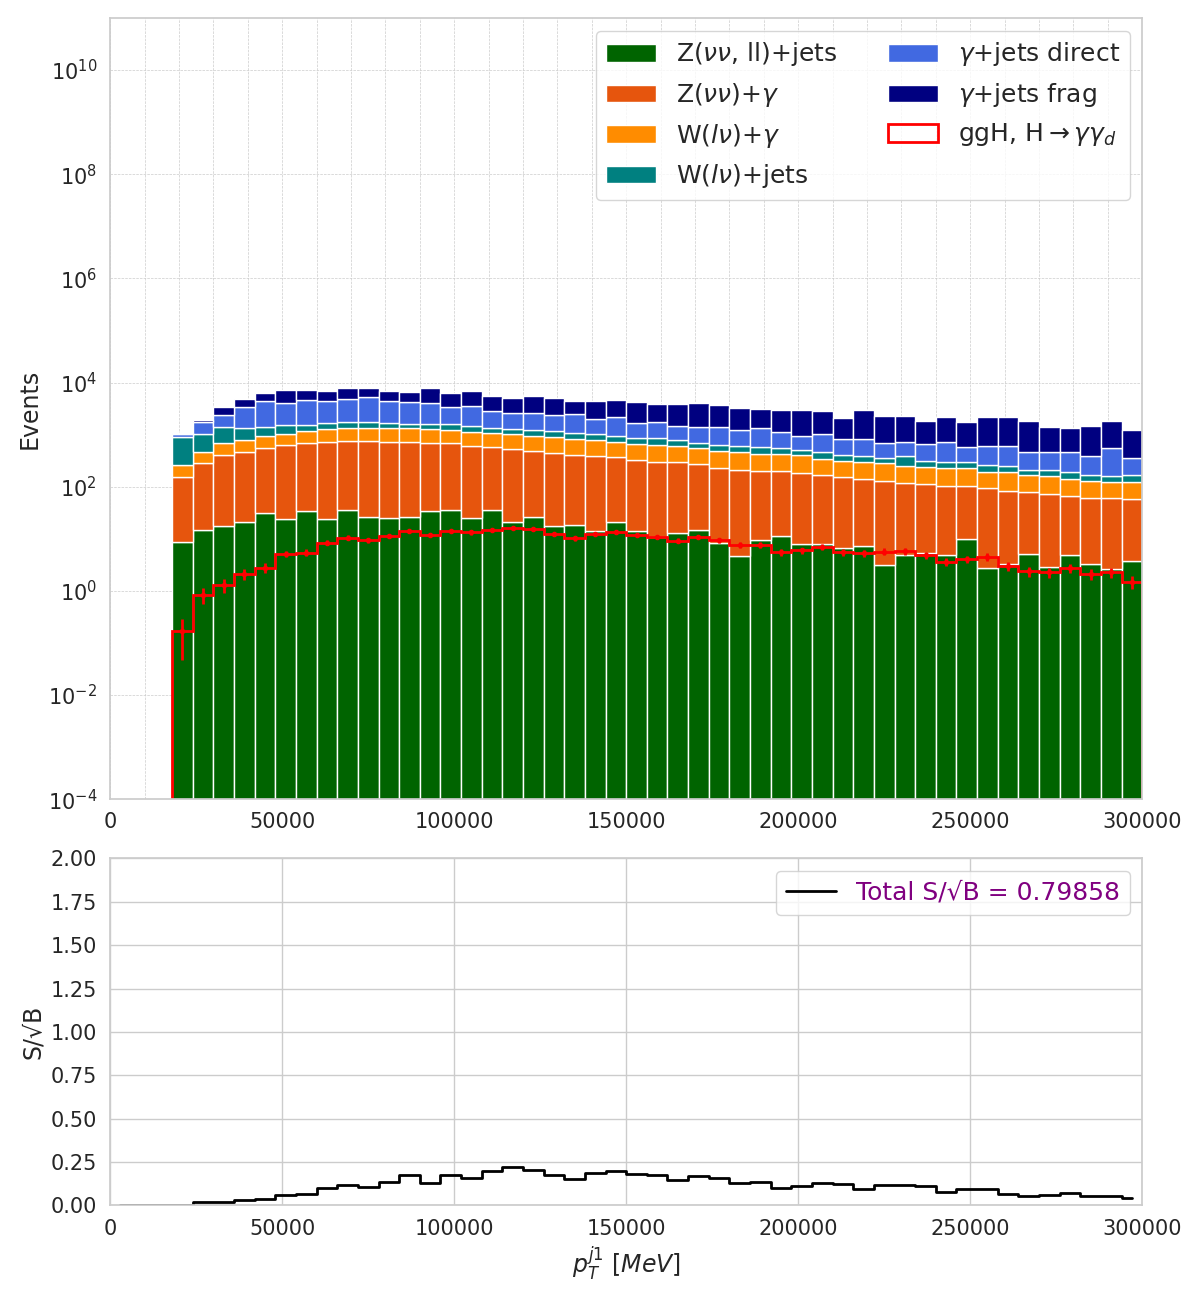 Z(νν, ll)+jets
Z(νν)+γ
W(lν)+γ
W(lν)+jets
γ+jets direct
γ+jets frag
ggH, H→γγ_d
Events
10^10
10^8
10^6
10^4
10^2
10^0
10^−2
10^−4
0 50000 100000 150000 200000 250000 300000
Total S/√B = 0.79858
S/√B
2.00
1.75
1.50
1.25
1.00
0.75
0.50
0.25
0.00
0 50000 100000 150000 200000 250000 300000
p_T^{j1} [MeV]